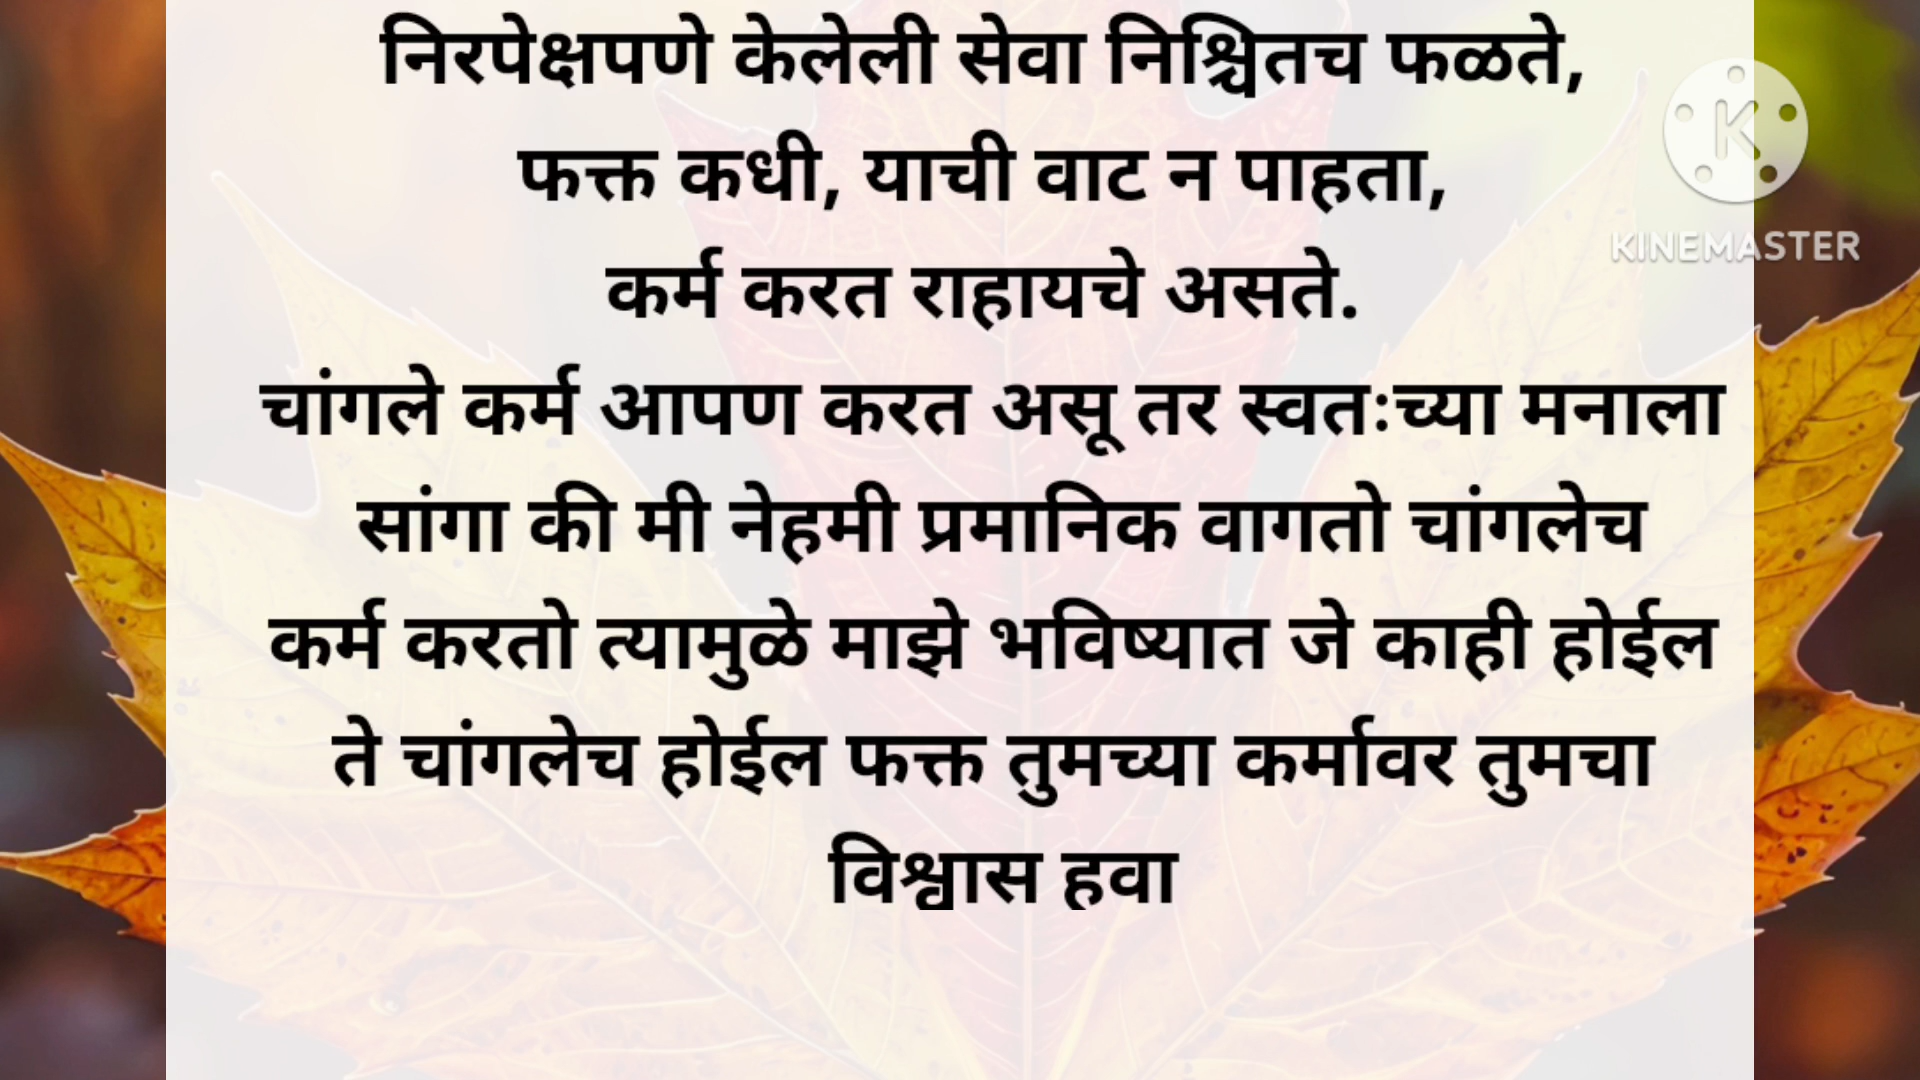 निरपेक्षपणे केलेली सेवा निश्चितच फळते,
फक्त कधी, याची वाट न पाहता,
कर्म करत राहायचे असते.
चांगले कर्म आपण करत असू तर स्वतःच्या मनाला
सांगा की मी नेहमी प्रमानिक वागतो चांगलेच
कर्म करतो त्यामुळे माझे भविष्यात जे काही होईल
ते चांगलेच होईल फक्त तुमच्या कर्मावर तुमचा
विश्वास हवा
K
KINEMASTER